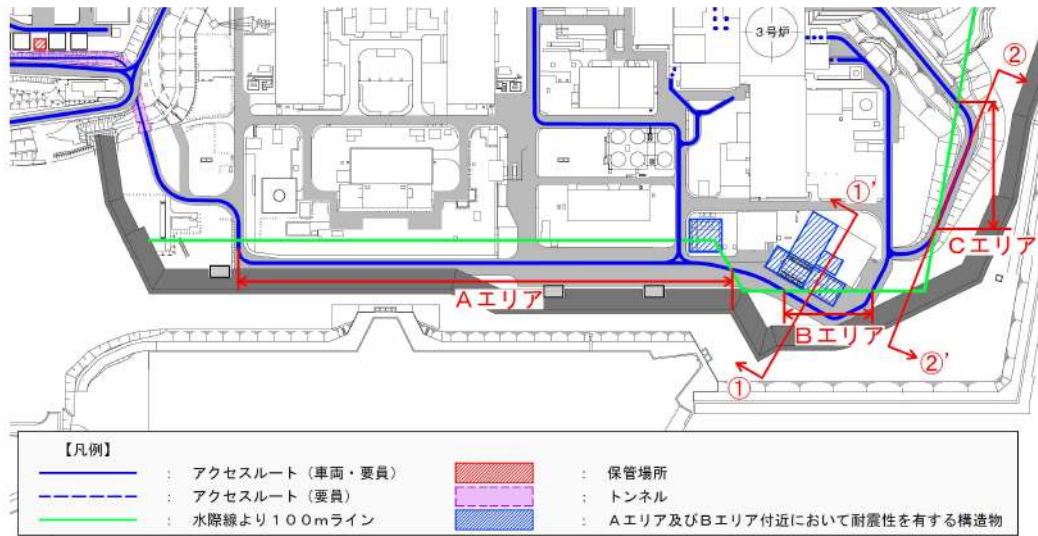 3号炉
②
①'
Cエリア
Aエリア
Bエリア
①
②'
【凡例】
: アクセスルート（車両・要員）
: アクセスルート（要員）
: 水際線より１００ｍライン
: 保管場所
: トンネル
: Ａエリア及びＢエリア付近において耐震性を有する構造物